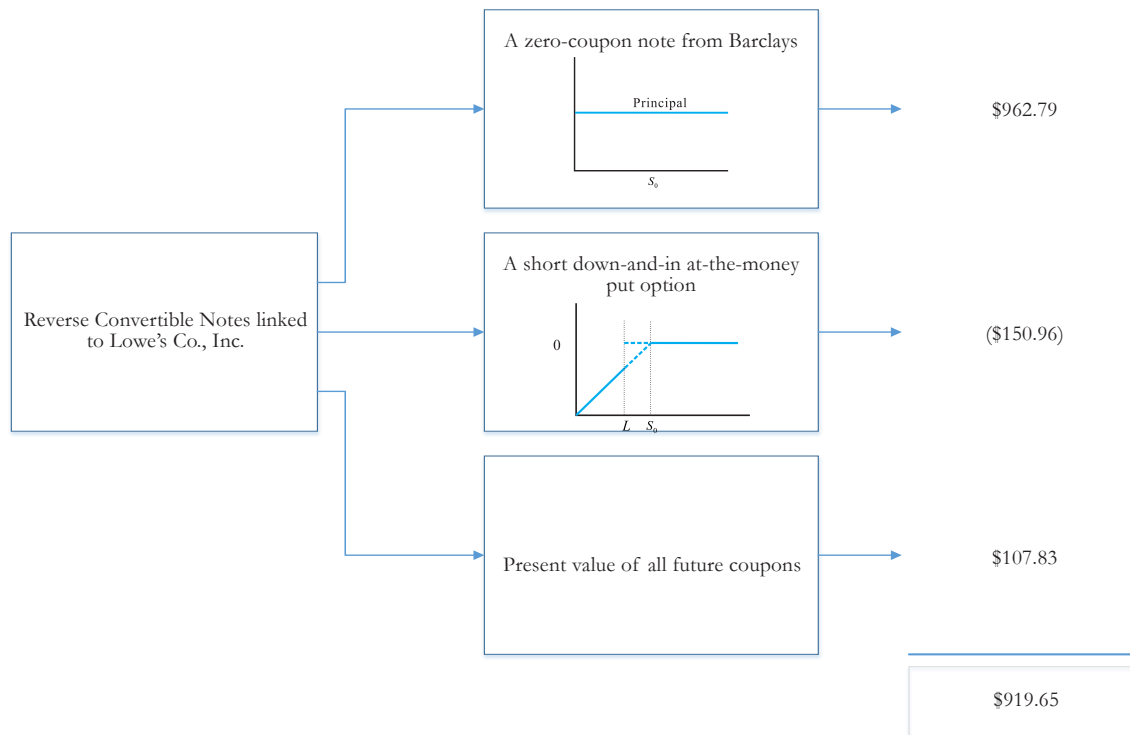 A zero-coupon note from Barclays
Principal
S₀
$962.79
Reverse Convertible Notes linked
to Lowe's Co., Inc.
A short down-and-in at-the-money
put option
0
L S₀
($150.96)
Present value of all future coupons
$107.83
$919.65